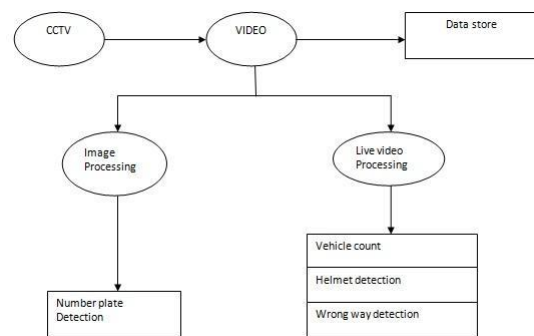 CCTV
VIDEO
Data store
Image
Processing
Live video
Processing
Vehicle count
Helmet detection
Wrong way detection
Number plate
Detection